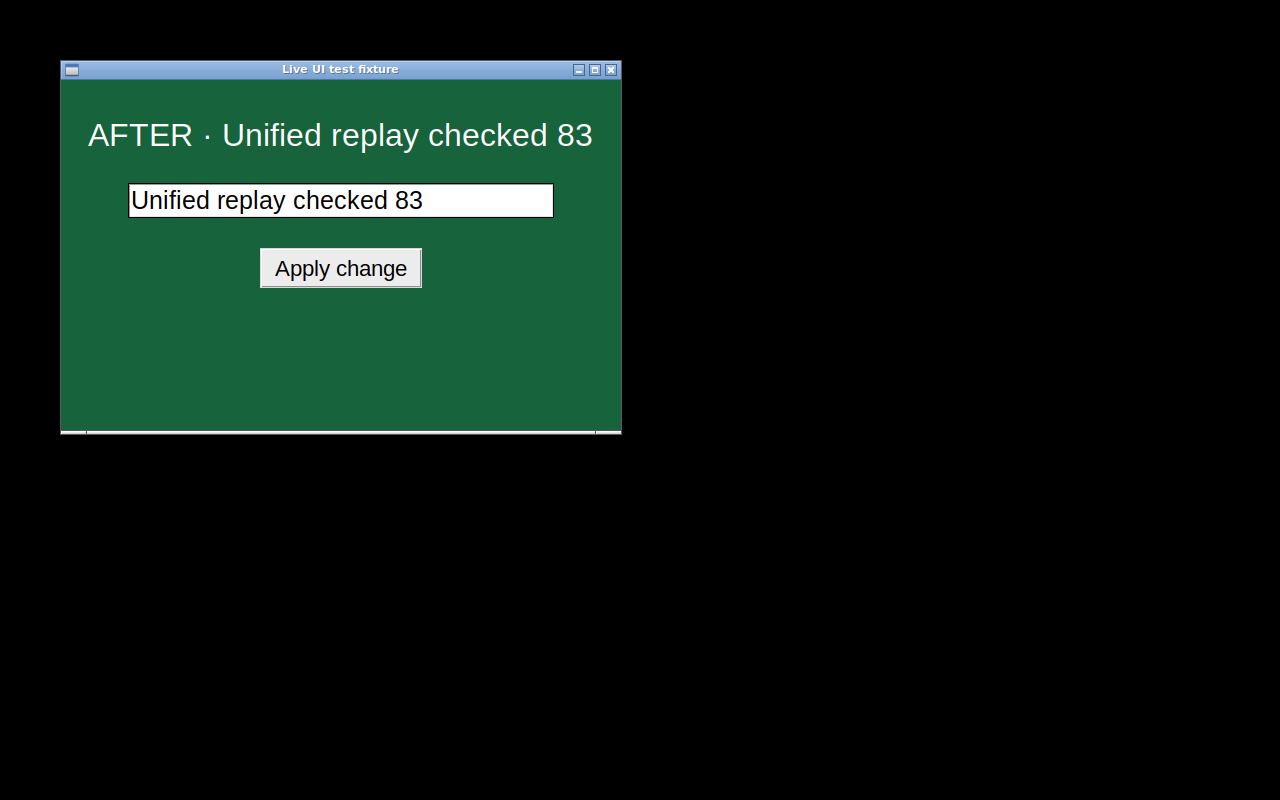 Live UI test fixture
AFTER · Unified replay checked 83
Unified replay checked 83
Apply change